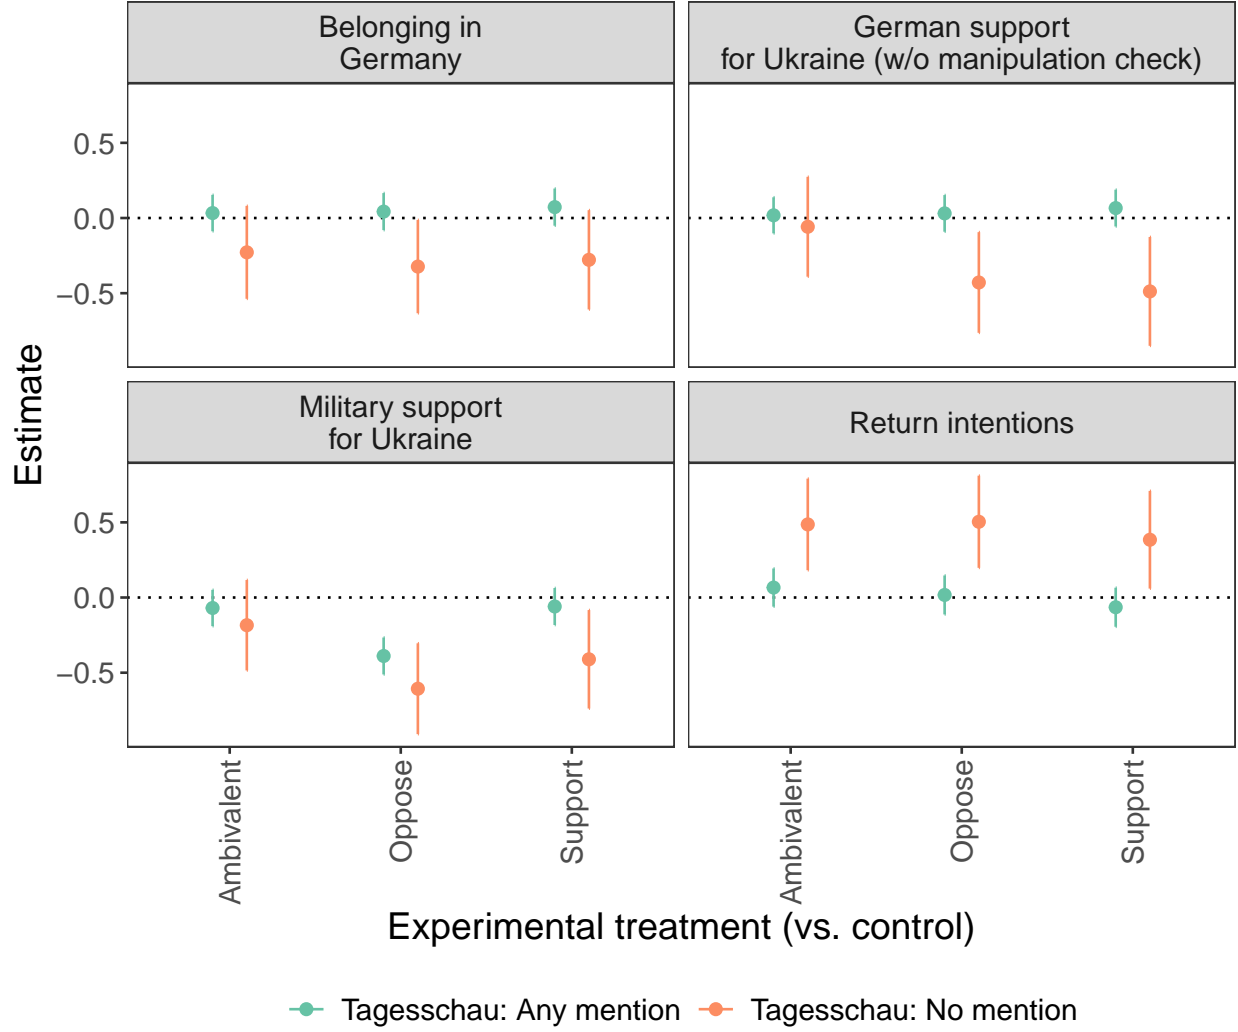 Belonging in
Germany
German support
for Ukraine (w/o manipulation check)
0.5
0.0
−0.5
Military support
for Ukraine
Return intentions
0.5
0.0
−0.5
Estimate
Ambivalent
Oppose
Support
Ambivalent
Oppose
Support
Experimental treatment (vs. control)
Tagesschau: Any mention
Tagesschau: No mention